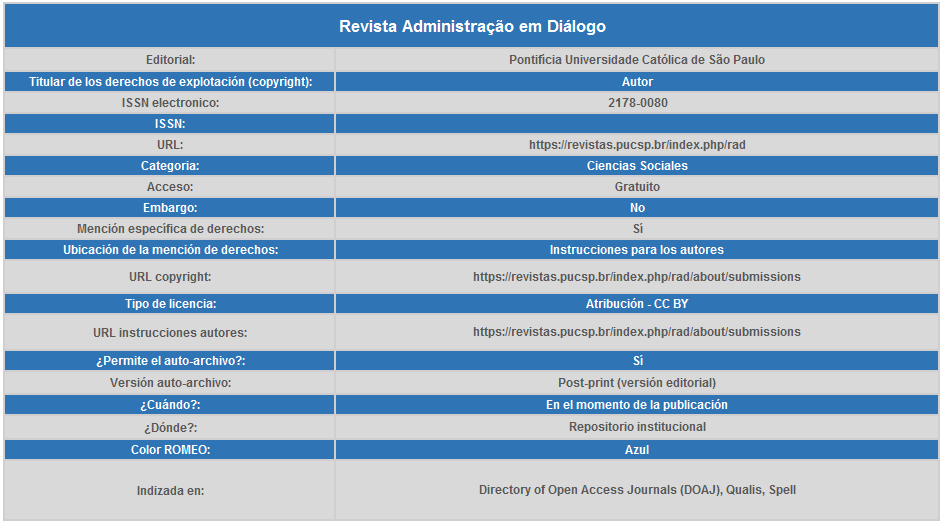 Revista Administração em Diálogo
Editorial: Pontificia Universidade Católica de São Paulo
Titular de los derechos de explotación (copyright): Autor
ISSN electronico: 2178-0080
ISSN:
URL: https://revistas.pucsp.br/index.php/rad
Categoria: Ciencias Sociales
Acceso: Gratuito
Embargo: No
Mención específica de derechos: Sí
Ubicación de la mención de derechos: Instrucciones para los autores
URL copyright: https://revistas.pucsp.br/index.php/rad/about/submissions
Tipo de licencia: Atribución - CC BY
URL instrucciones autores: https://revistas.pucsp.br/index.php/rad/about/submissions
¿Permite el auto-archivo?: Sí
Versión auto-archivo: Post-print (versión editorial)
¿Cuándo?: En el momento de la publicación
¿Dónde?: Repositorio institucional
Color ROMEO: Azul
Indizada en: Directory of Open Access Journals (DOAJ), Qualis, Spell